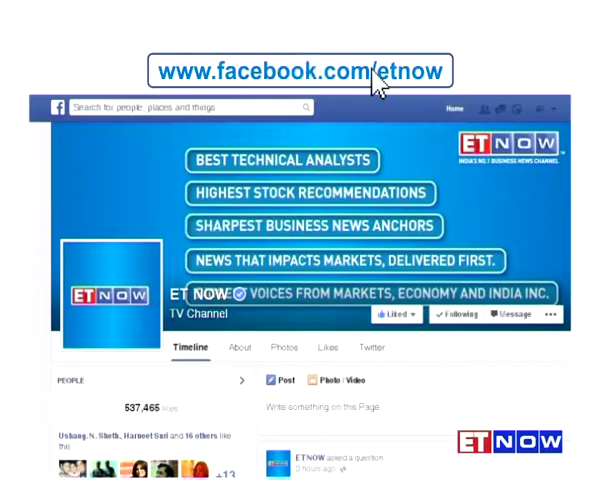 www.facebook.com/etnow
Search for people, places and things
Home
ET NOW
INDIA'S NO.1 BUSINESS NEWS CHANNEL
BEST TECHNICAL ANALYSTS
HIGHEST STOCK RECOMMENDATIONS
SHARPEST BUSINESS NEWS ANCHORS
NEWS THAT IMPACTS MARKETS, DELIVERED FIRST.
VOICES FROM MARKETS, ECONOMY AND INDIA INC.
ET NOW
ET NOW
TV Channel
Liked
Following
Message
Timeline
About
Photos
Likes
Twitter
PEOPLE
537,465 likes
Ushang. N. Sheth, Harneet Suri and 16 others like
this
+13
Post
Photo / Video
Write something on this Page
ETNOW asked a question
2 hours ago
ET NOW